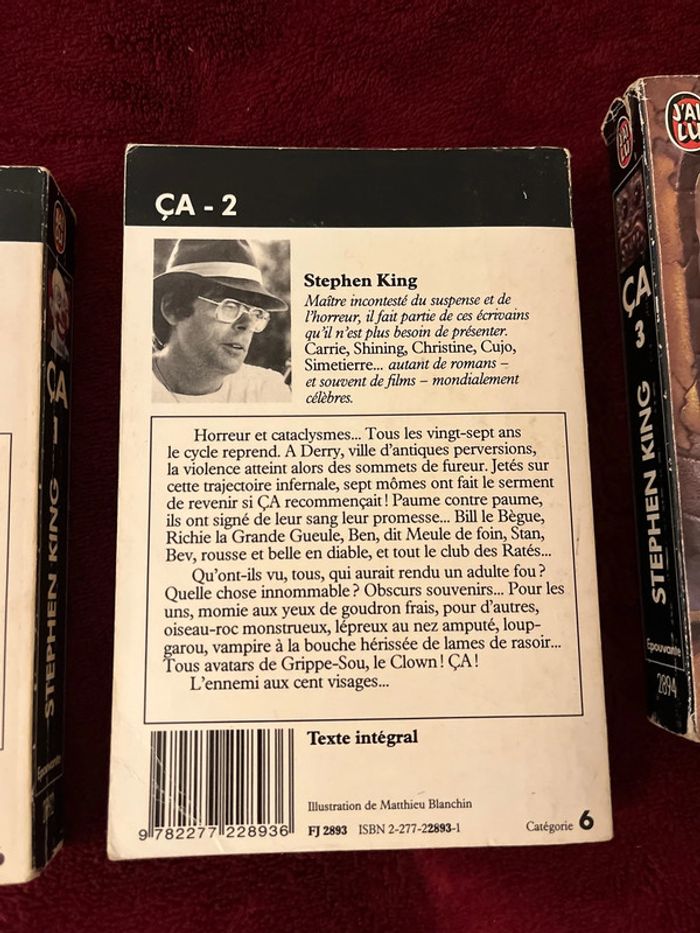 ÇA - 2
Stephen King
Maître incontesté du suspense et de
l'horreur, il fait partie de ces écrivains
qu'il n'est plus besoin de présenter.
Carrie, Shining, Christine, Cujo,
Simetierre... autant de romans –
et souvent de films – mondialement
célèbres.
Horreur et cataclysmes... Tous les vingt-sept ans
le cycle reprend. A Derry, ville d'antiques perversions,
la violence atteint alors des sommets de fureur. Jetés sur
cette trajectoire infernale, sept mômes ont fait le serment
de revenir si ÇA recommençait ! Paume contre paume,
ils ont signé de leur sang leur promesse... Bill le Bègue,
Richie la Grande Gueule, Ben, dit Meule de foin, Stan,
Bev, rousse et belle en diable, et tout le club des Ratés...
Qu'ont-ils vu, tous, qui aurait rendu un adulte fou ?
Quelle chose innommable ? Obscurs souvenirs... Pour les
uns, momie aux yeux de goudron frais, pour d'autres,
oiseau-roc monstrueux, lépreux au nez amputé, loup-
garou, vampire à la bouche hérissée de lames de rasoir...
Tous avatars de Grippe-Sou, le Clown ! ÇA !
L'ennemi aux cent visages...
Texte intégral
Illustration de Matthieu Blanchin
9 782277 228936
FJ 2893 ISBN 2-277-22893-1
Catégorie 6
ÇA
1
STEPHEN KING
Epouvante
J'AI
LU
ÇA
3
STEPHEN KING
Epouvante
2894